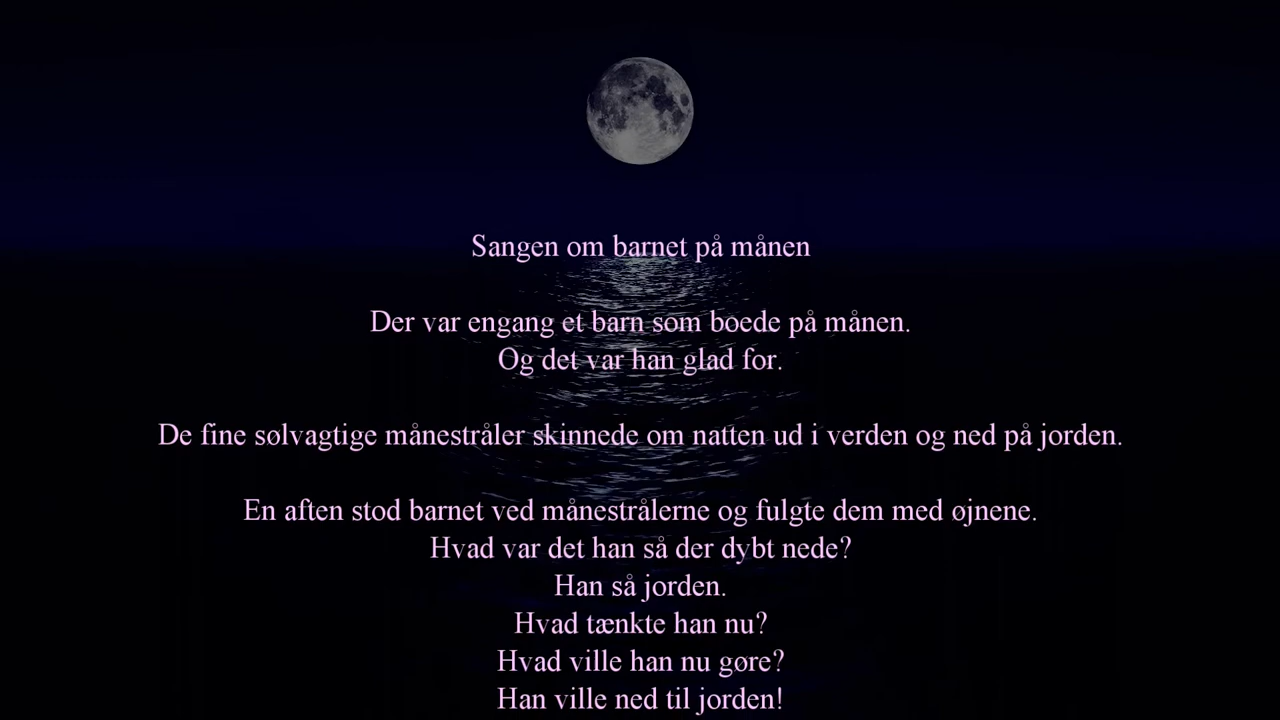 Sangen om barnet på månen
Der var engang et barn som boede på månen.
Og det var han glad for.
De fine sølvagtige månestråler skinnede om natten ud i verden og ned på jorden.
En aften stod barnet ved månestrålerne og fulgte dem med øjnene.
Hvad var det han så der dybt nede?
Han så jorden.
Hvad tænkte han nu?
Hvad ville han nu gøre?
Han ville ned til jorden!